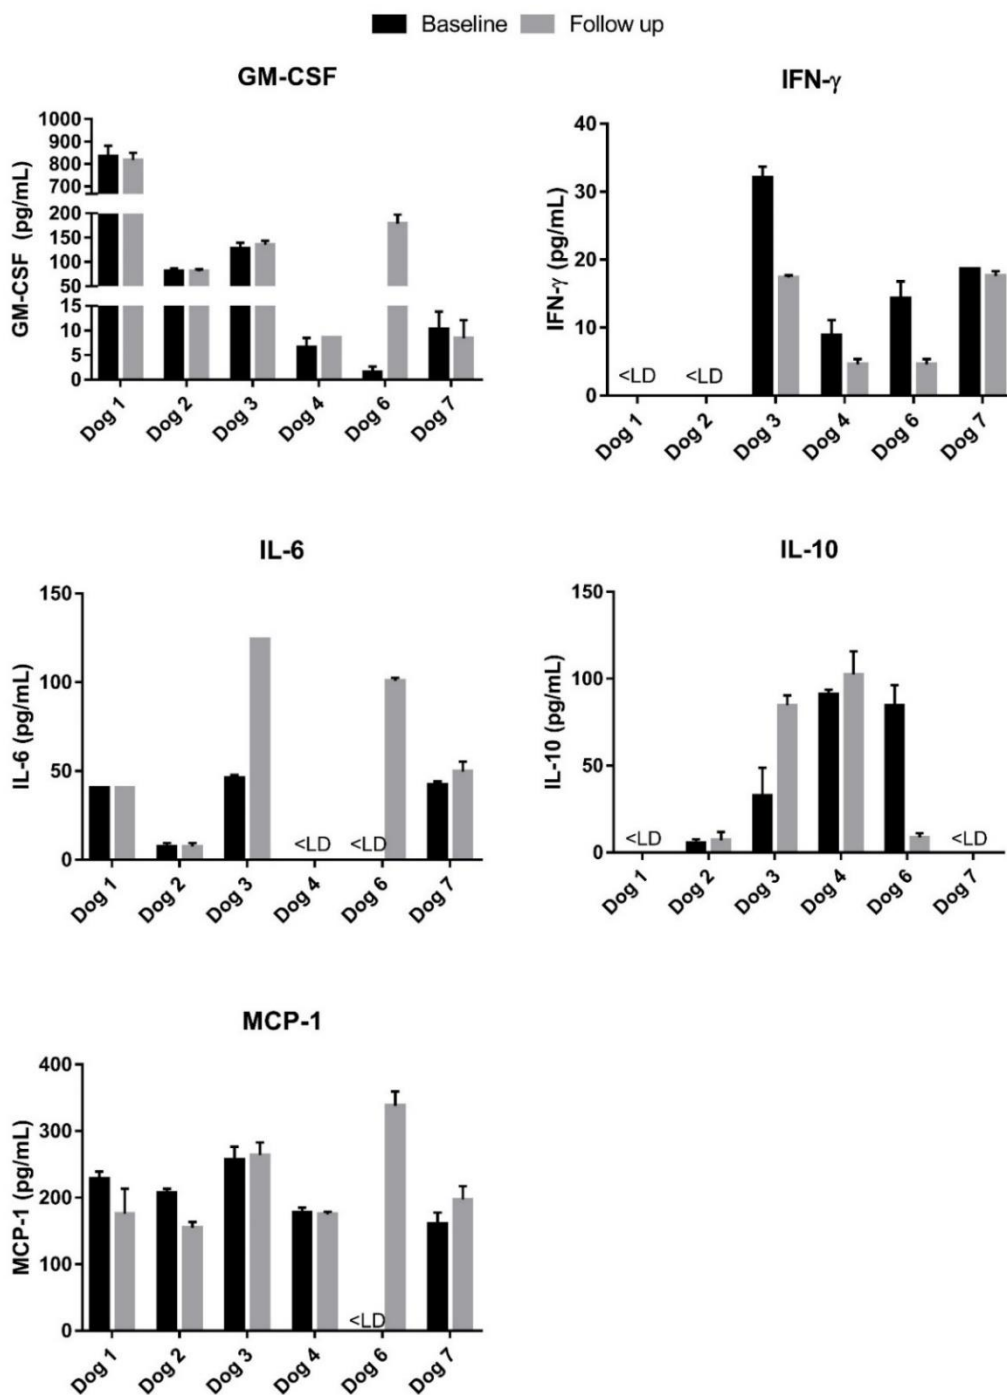 Baseline Follow up
GM-CSF
GM-CSF (pg/mL)
1000
900
800
700
200
150
100
50
15
10
5
0
Dog 1 Dog 2 Dog 3 Dog 4 Dog 6 Dog 7
IFN-γ
IFN-γ (pg/mL)
40
30
20
10
0
<LD <LD
Dog 1 Dog 2 Dog 3 Dog 4 Dog 6 Dog 7
IL-6
IL-6 (pg/mL)
150
100
50
0
<LD <LD
Dog 1 Dog 2 Dog 3 Dog 4 Dog 6 Dog 7
IL-10
IL-10 (pg/mL)
150
100
50
0
<LD <LD
Dog 1 Dog 2 Dog 3 Dog 4 Dog 6 Dog 7
MCP-1
MCP-1 (pg/mL)
400
300
200
100
0
<LD
Dog 1 Dog 2 Dog 3 Dog 4 Dog 6 Dog 7